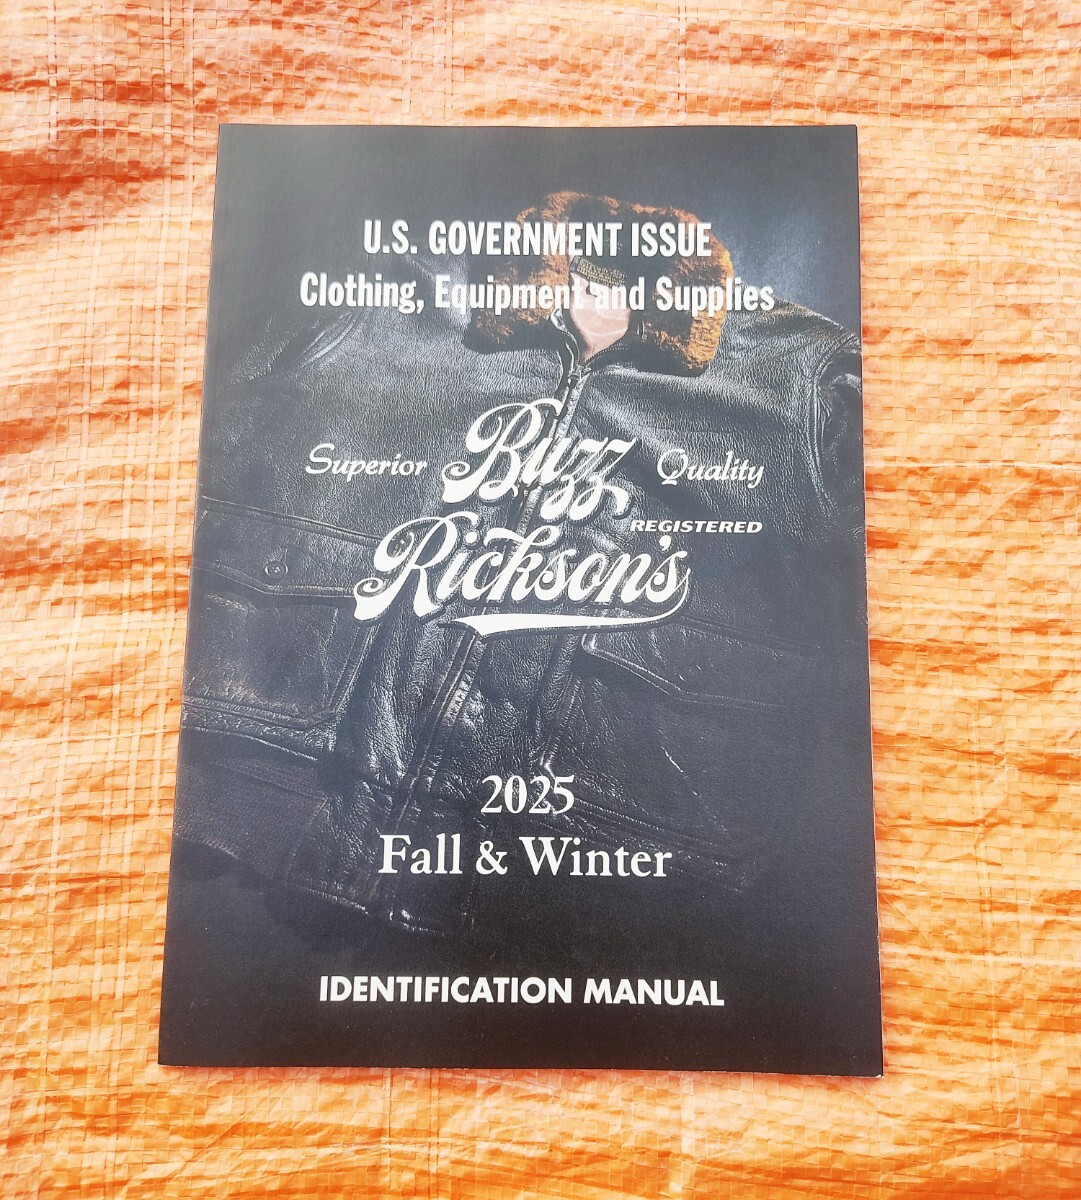 U.S. GOVERNMENT ISSUE
Clothing, Equipment and Supplies
Superior Buzz Quality
REGISTERED
Rickson's
2025
Fall & Winter
IDENTIFICATION MANUAL